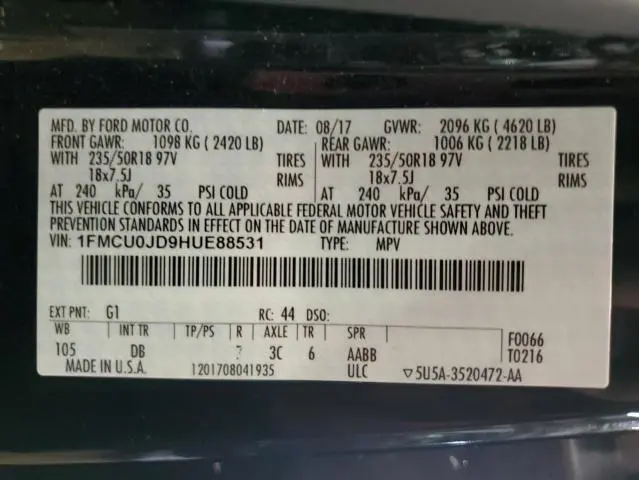 MFD. BY FORD MOTOR CO. DATE: 08/17 GVWR: 2096 KG ( 4620 LB)
FRONT GAWR: 1098 KG ( 2420 LB) REAR GAWR: 1006 KG ( 2218 LB)
WITH 235/50R18 97V TIRES 235/50R18 97V TIRES
18x7.5J RIMS 18x7.5J RIMS
AT 240 kPa/ 35 PSI COLD AT 240 kPa/ 35 PSI COLD
THIS VEHICLE CONFORMS TO ALL APPLICABLE FEDERAL MOTOR VEHICLE SAFETY AND THEFT
PREVENTION STANDARDS IN EFFECT ON THE DATE OF MANUFACTURE SHOWN ABOVE.
VIN: 1FMCU0JD9HUE88531 TYPE: MPV
EXT PNT: G1 RC: 44 DSO:
WB INT TR TP/PS R AXLE TR SPR F0066
105 DB 3C 6 AABB T0216
MADE IN U.S.A. 1201708041935 ULC ▽5U5A-3520472-AA